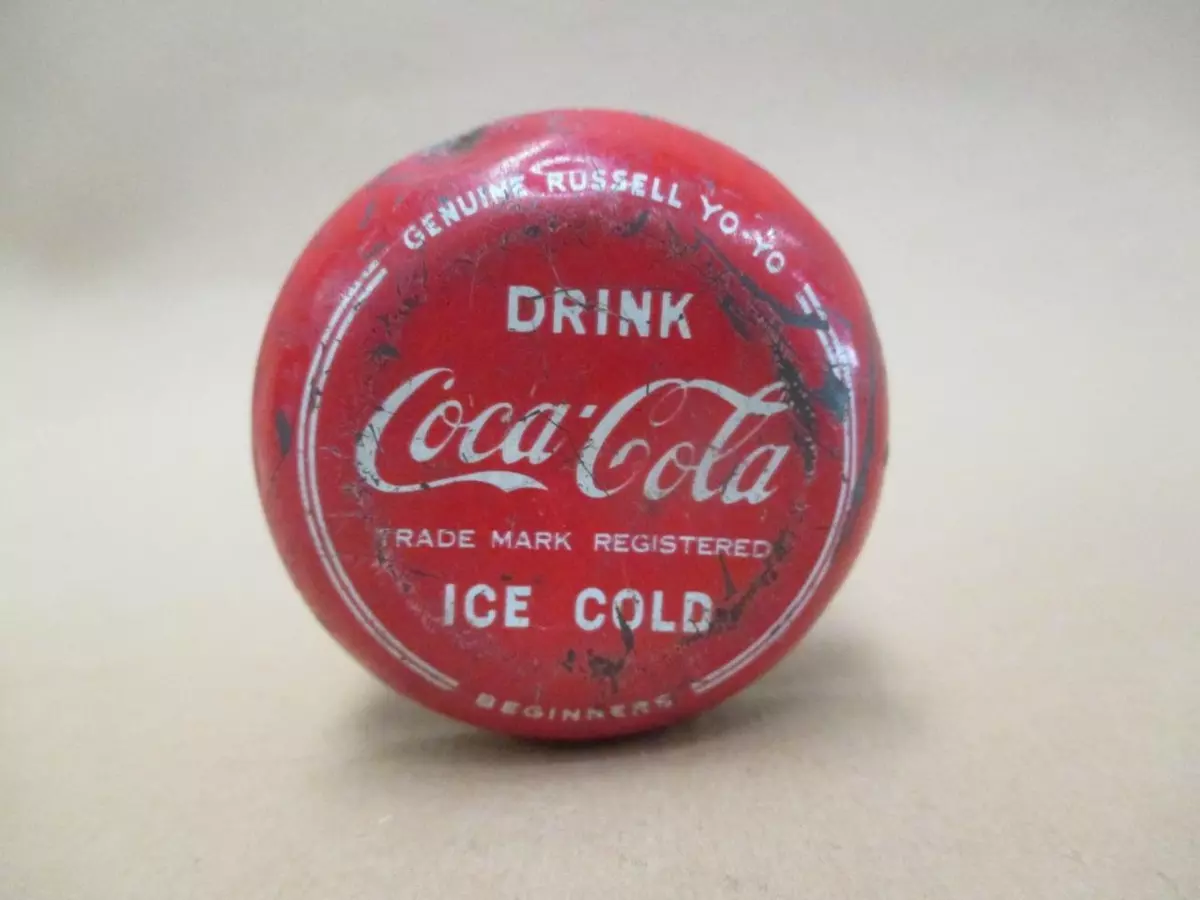 GENUINE RUSSELL YO-YO
DRINK
Coca-Cola
TRADE MARK REGISTERED
ICE COLD
BEGINNERS